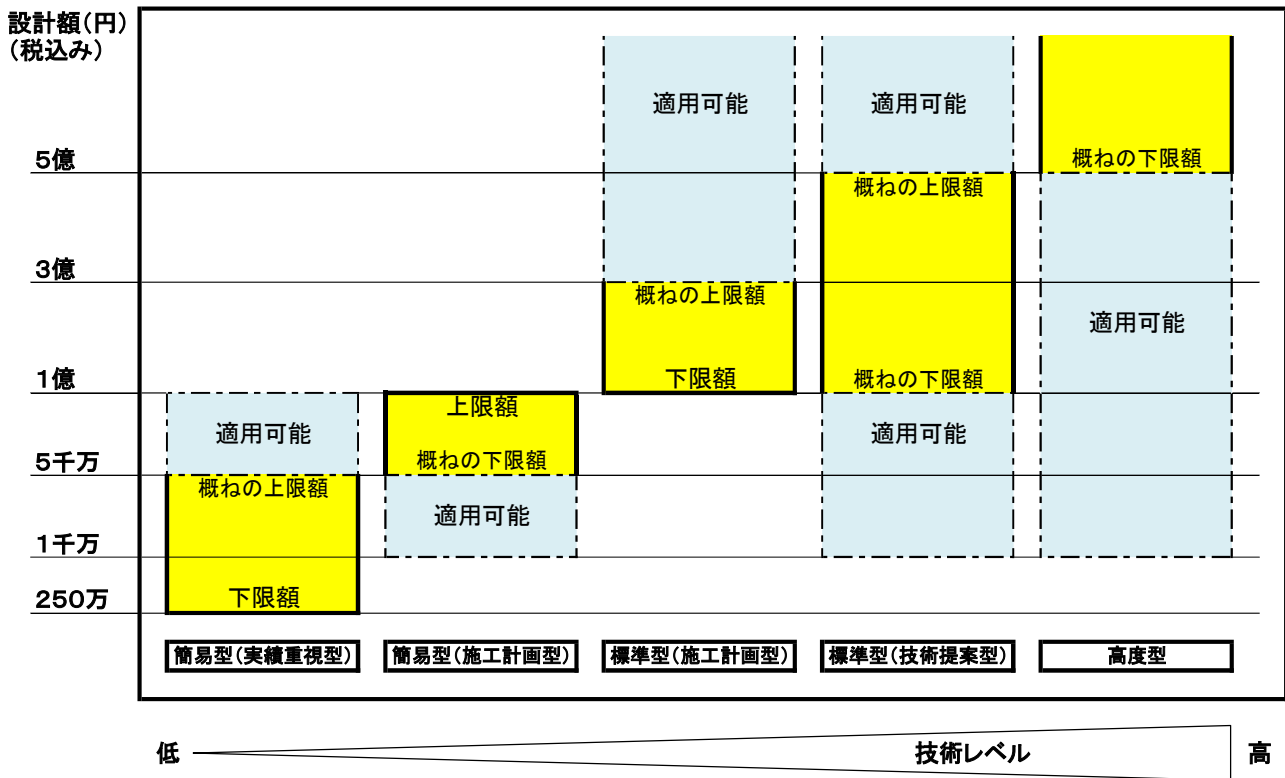 設計額(円)
(税込み)
適用可能
適用可能
5億
概ねの下限額
概ねの上限額
3億
概ねの上限額
適用可能
1億
下限額
概ねの下限額
上限額
適用可能
適用可能
5千万
概ねの下限額
概ねの上限額
適用可能
1千万
250万
下限額
簡易型(実績重視型)
簡易型(施工計画型)
標準型(施工計画型)
標準型(技術提案型)
高度型
低
技術レベル
高